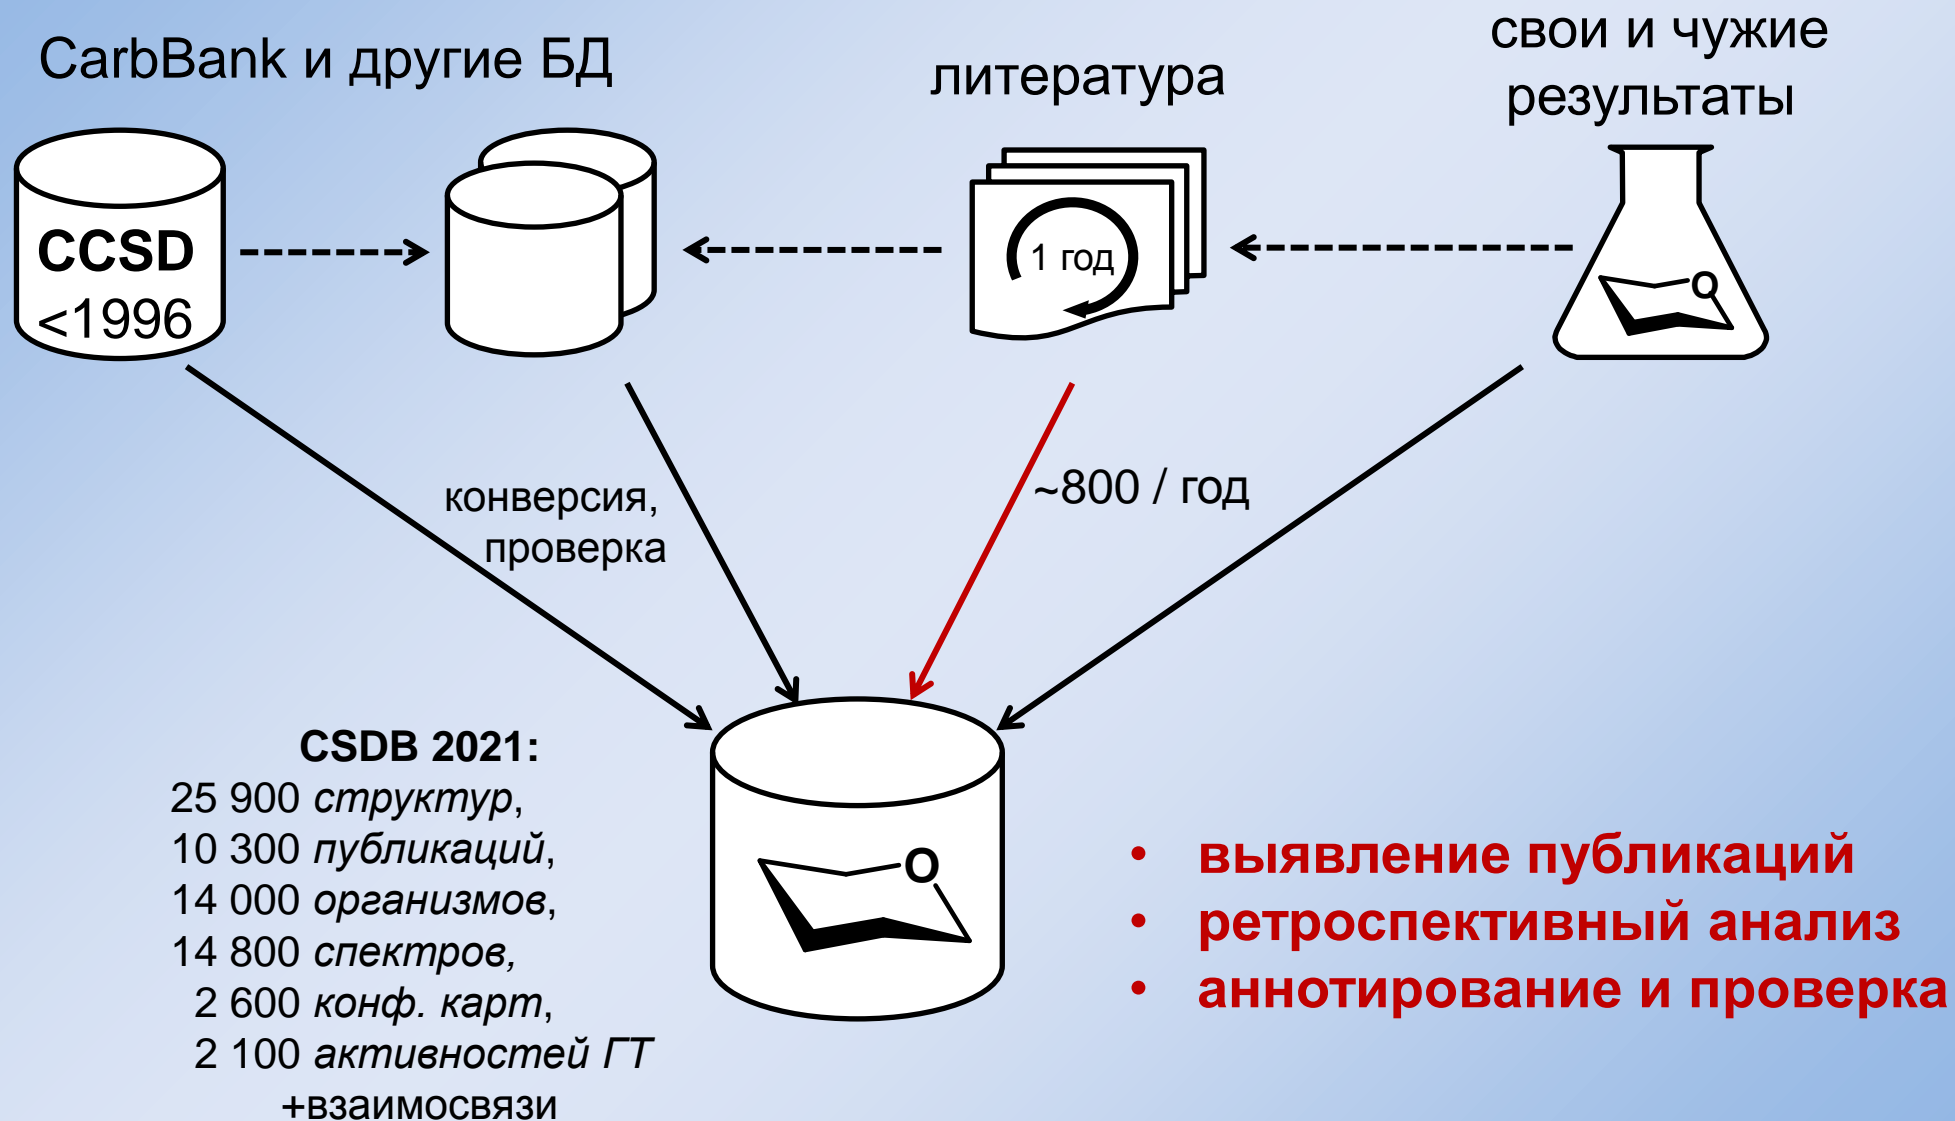 CarbBank и другие БД
литература
свои и чужие
результаты
CCSD
<1996
1 год
O
конверсия,
проверка
~800 / год
CSDB 2021:
25 900 структур,
10 300 публикаций,
14 000 организмов,
14 800 спектров,
2 600 конф. карт,
2 100 активностей ГТ
+взаимосвязи
O
• выявление публикаций
• ретроспективный анализ
• аннотирование и проверка